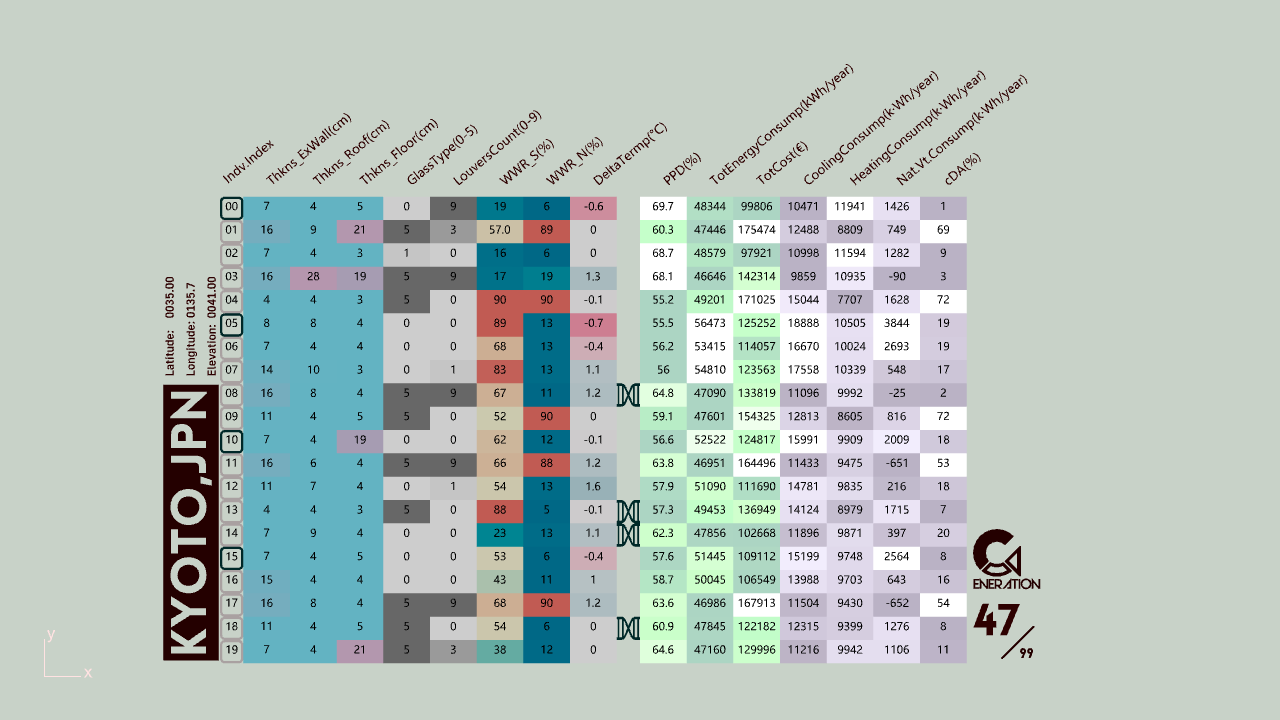 Indv.Index Thkns_ExWall(cm) Thkns_Roof(cm) Thkns_Floor(cm) GlassType(0-5) LouversCount(0-9) WWR_S(%) WWR_N(%) DeltaTermp(°C) PPD(%) TotEnergyConsump(kWh/year) TotCost(€) CoolingConsump(k·Wh/year) HeatingConsump(k·Wh/year) Nat.Vt.Consump(k·Wh/year) cDA(%)
00 7 4 5 0 9 19 6 -0.6 69.7 48344 99806 10471 11941 1426 1
01 16 9 21 5 3 57.0 89 0 60.3 47446 175474 12488 8809 749 69
02 7 4 3 1 0 16 6 0 68.7 48579 97921 10998 11594 1282 9
03 16 28 19 5 9 17 19 1.3 68.1 46646 142314 9859 10935 -90 3
04 4 4 3 5 0 90 90 -0.1 55.2 49201 171025 15044 7707 1628 72
05 8 8 4 0 0 89 13 -0.7 55.5 56473 125252 18888 10505 3844 19
06 7 4 4 0 0 68 13 -0.4 56.2 53415 114057 16670 10024 2693 19
07 14 10 3 0 1 83 13 1.1 56 54810 123563 17558 10339 548 17
08 16 8 4 5 9 67 11 1.2 64.8 47090 133819 11096 9992 -25 2
09 11 4 5 5 0 52 90 0 59.1 47601 154325 12813 8605 816 72
10 7 4 19 0 0 62 12 -0.1 56.6 52522 124817 15991 9909 2009 18
11 16 6 4 5 9 66 88 1.2 63.8 46951 164496 11433 9475 -651 53
12 11 7 4 0 1 54 13 1.6 57.9 51090 111690 14781 9835 216 18
13 4 4 3 5 0 88 5 -0.1 57.3 49453 136949 14124 8979 1715 7
14 7 9 4 0 0 23 13 1.1 62.3 47856 102668 11896 9871 397 20
15 7 4 5 0 0 53 6 -0.4 57.6 51445 109112 15199 9748 2564 8
16 15 4 4 0 0 43 11 1 58.7 50045 106549 13988 9703 643 16
17 16 8 4 5 9 68 90 1.2 63.6 46986 167913 11504 9430 -652 54
18 11 4 5 5 0 54 6 0 60.9 47845 122182 12315 9399 1276 8
19 7 4 21 5 3 38 12 0 64.6 47160 129996 11216 9942 1106 11
Latitude: 0035.00
Longitude: 0135.7
Elevation: 0041.00
KYOTO,JPN
G
ENERATION
47/99
y
x